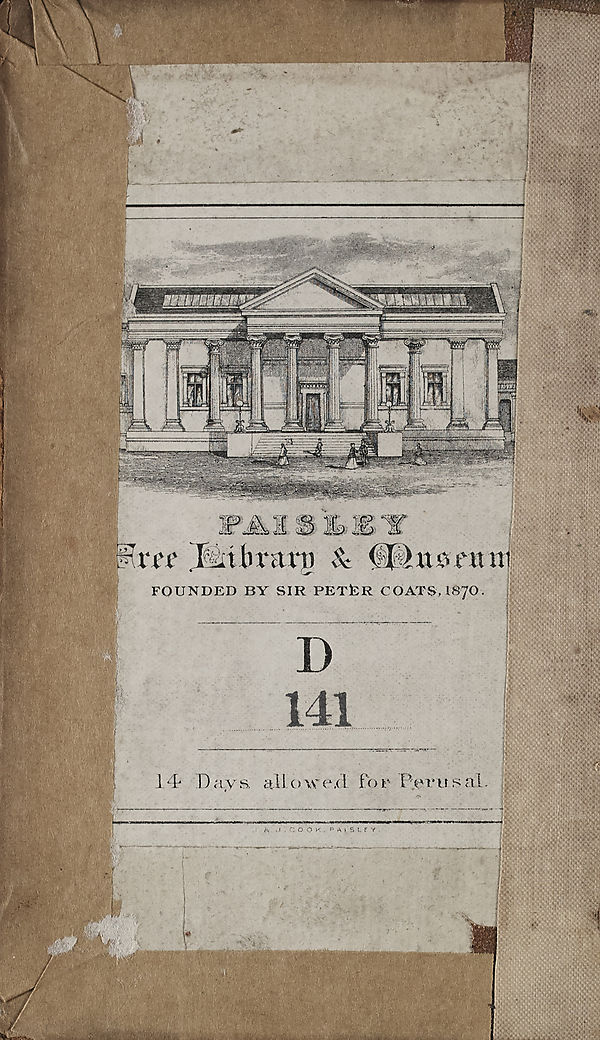 PAISLEY
Free Library & Museum
FOUNDED BY SIR PETER COATS, 1870.
D
141
14 Days allowed for Perusal.
J. & J. COOK, PAISLEY.